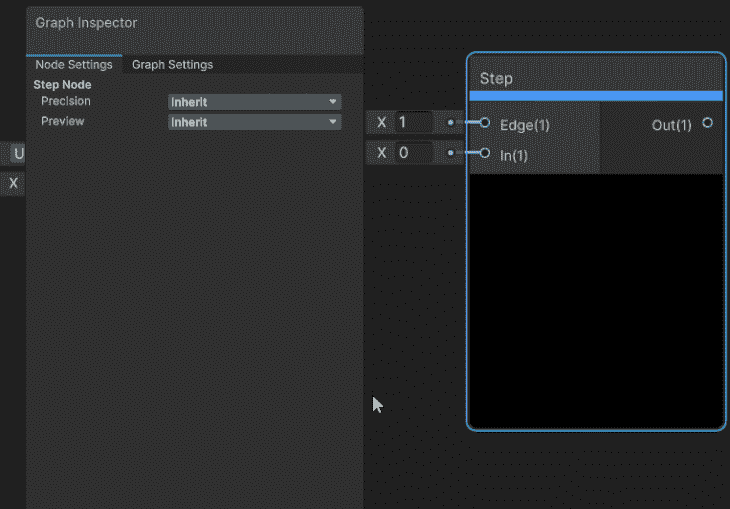 Graph Inspector
Node Settings Graph Settings
Step Node
Precision Inherit
Preview Inherit
U
X
Step
X 1 Edge(1) Out(1)
X 0 In(1)